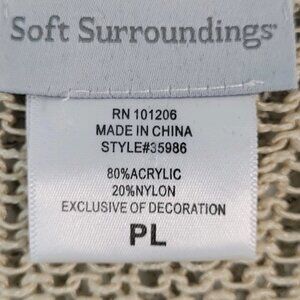 Soft Surroundings
RN 101206
MADE IN CHINA
STYLE#35986
80%ACRYLIC
20%NYLON
EXCLUSIVE OF DECORATION
PL